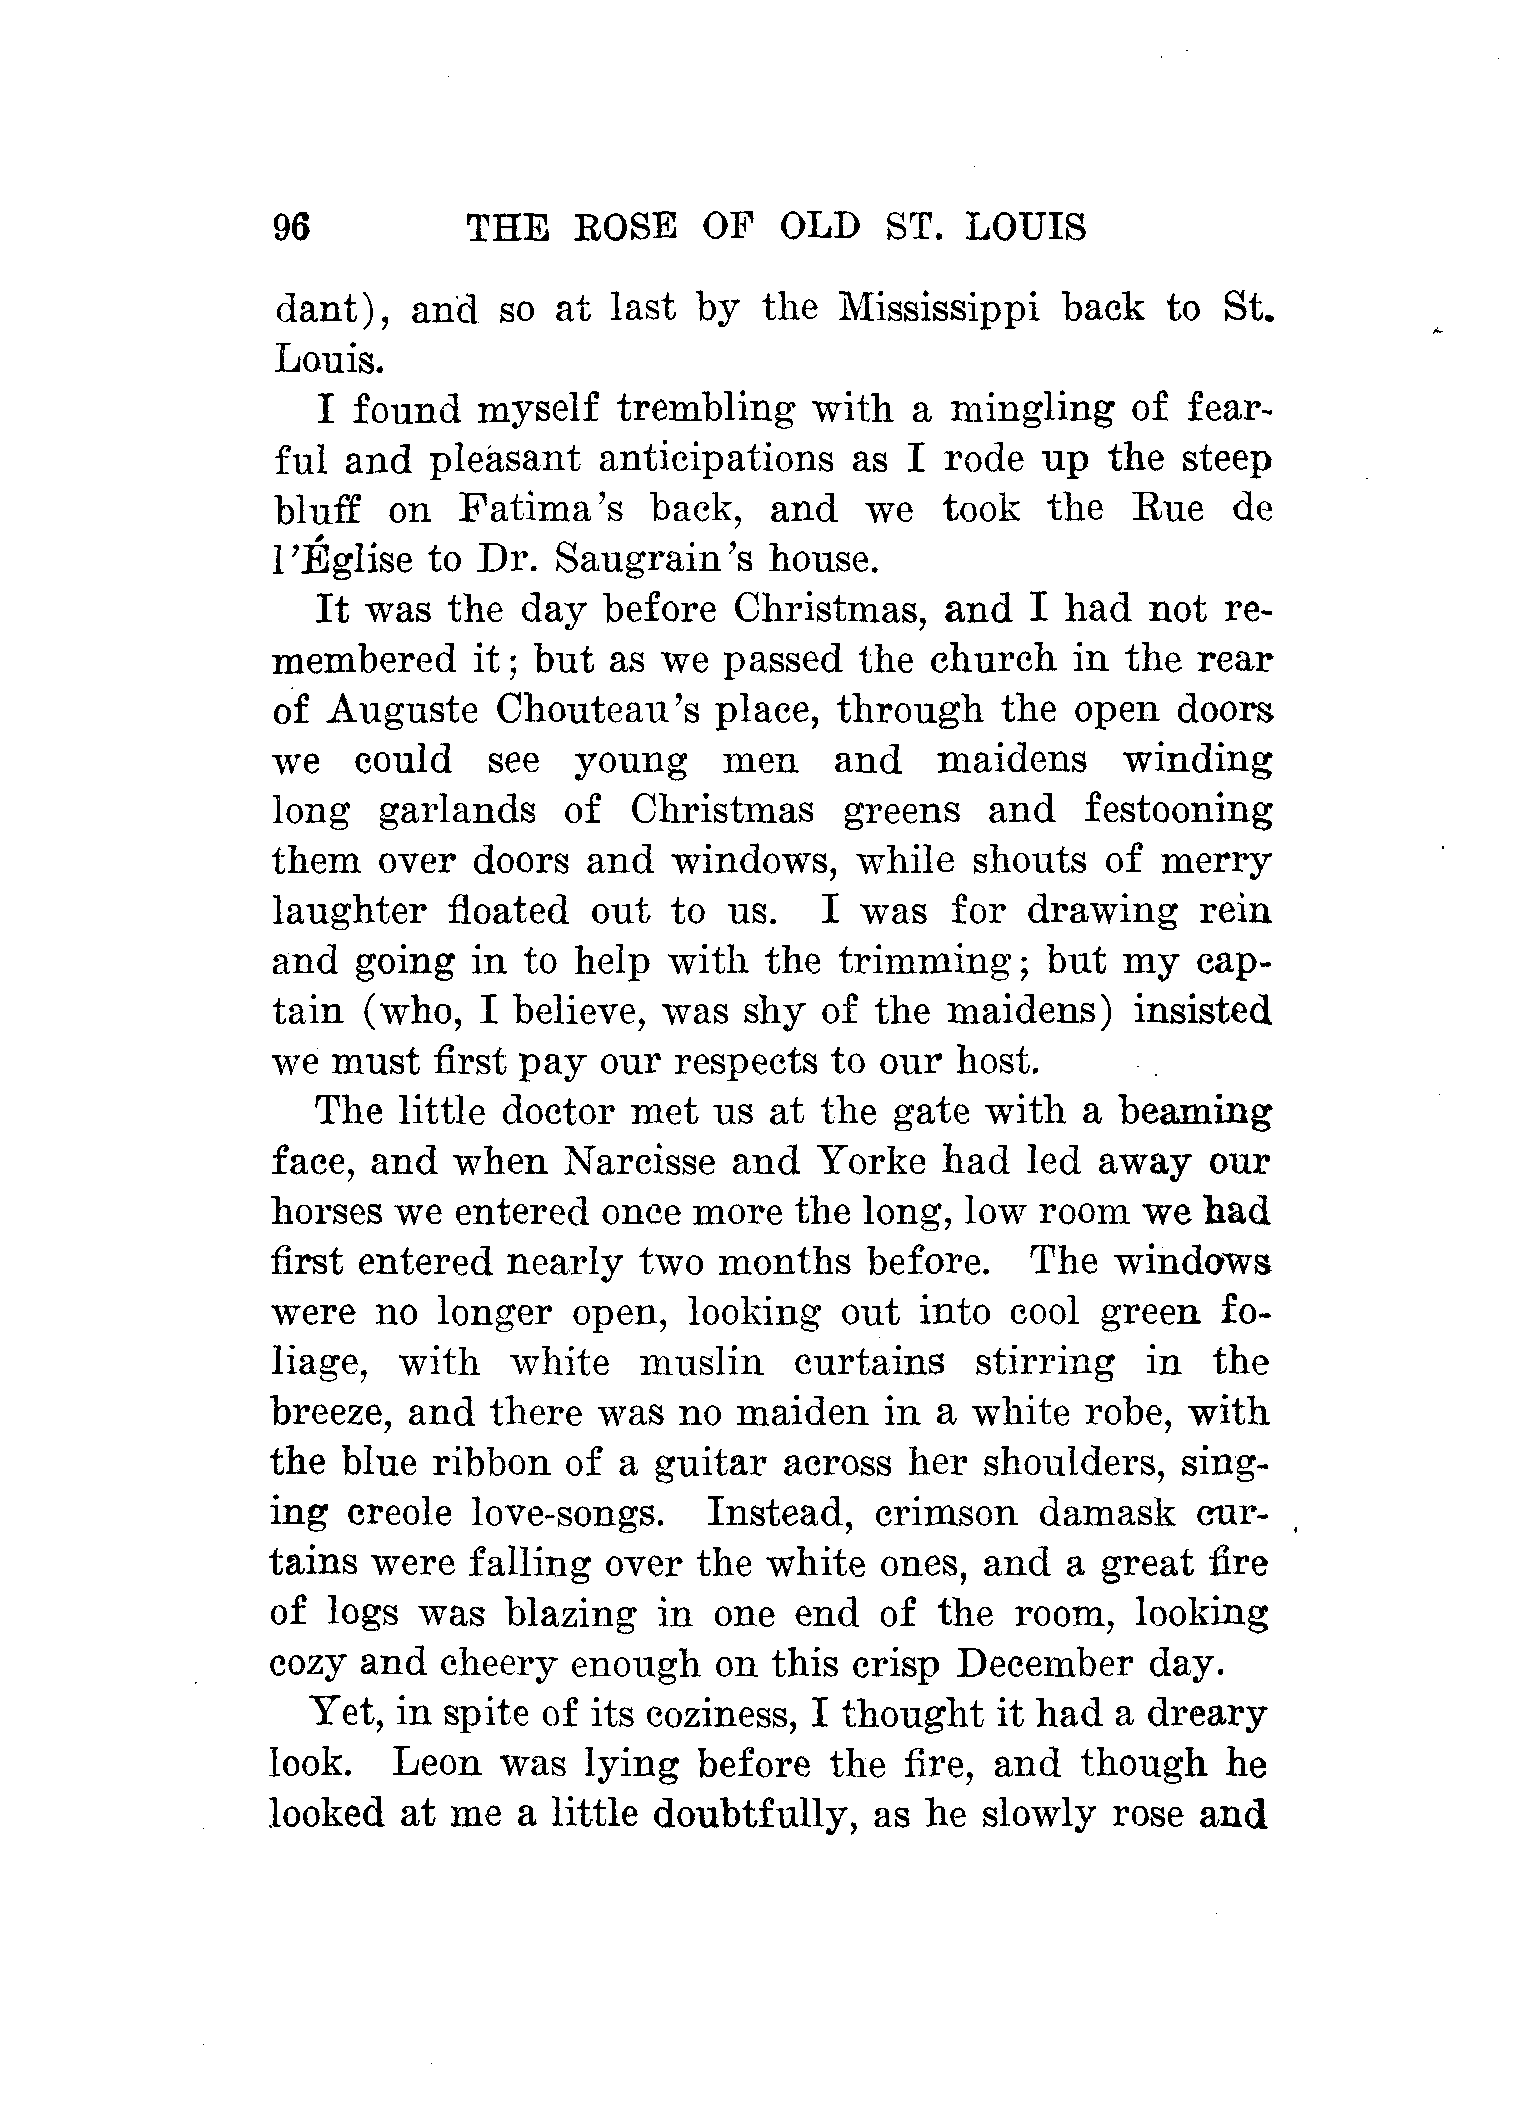 96 THE ROSE OF OLD ST. LOUIS
dant), and so at last by the Mississippi back to St.
Louis.
I found myself trembling with a mingling of fear-
ful and pleasant anticipations as I rode up the steep
bluff on Fatima's back, and we took the Rue de
l'Église to Dr. Saugrain's house.
It was the day before Christmas, and I had not re-
membered it; but as we passed the church in the rear
of Auguste Chouteau's place, through the open doors
we could see young men and maidens winding
long garlands of Christmas greens and festooning
them over doors and windows, while shouts of merry
laughter floated out to us. I was for drawing rein
and going in to help with the trimming; but my cap-
tain (who, I believe, was shy of the maidens) insisted
we must first pay our respects to our host.
The little doctor met us at the gate with a beaming
face, and when Narcisse and Yorke had led away our
horses we entered once more the long, low room we had
first entered nearly two months before. The windows
were no longer open, looking out into cool green fo-
liage, with white muslin curtains stirring in the
breeze, and there was no maiden in a white robe, with
the blue ribbon of a guitar across her shoulders, sing-
ing creole love-songs. Instead, crimson damask cur-
tains were falling over the white ones, and a great fire
of logs was blazing in one end of the room, looking
cozy and cheery enough on this crisp December day.
Yet, in spite of its coziness, I thought it had a dreary
look. Leon was lying before the fire, and though he
looked at me a little doubtfully, as he slowly rose and